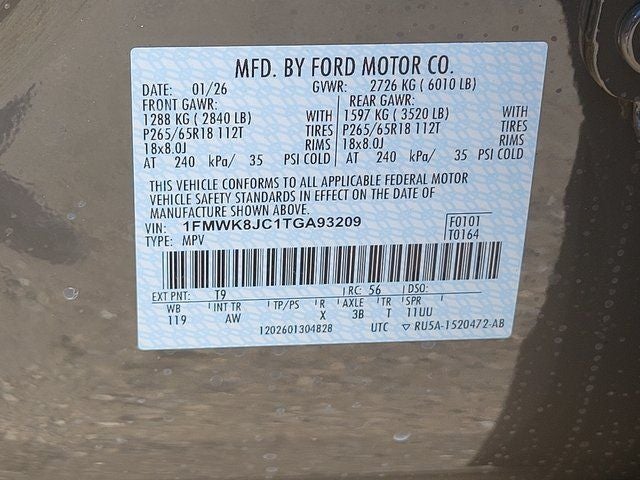 MFD. BY FORD MOTOR CO.
DATE: 01/26 GVWR: 2726 KG ( 6010 LB)
FRONT GAWR: REAR GAWR:
1288 KG ( 2840 LB) WITH 1597 KG ( 3520 LB) WITH
P265/65R18 112T TIRES P265/65R18 112T TIRES
18x8.0J RIMS 18x8.0J RIMS
AT 240 kPa/ 35 PSI COLD AT 240 kPa/ 35 PSI COLD
THIS VEHICLE CONFORMS TO ALL APPLICABLE FEDERAL MOTOR
VEHICLE SAFETY STANDARDS IN EFFECT ON THE DATE OF
MANUFACTURE SHOWN ABOVE.
VIN: 1FMWK8JC1TGA93209 F0101
TYPE: MPV T0164
EXT PNT: T9 RC: 56 DSO:
WB INT TR TP/PS R AXLE TR SPR
119 AW X 3B T 11UU
1202601304828 UTC ▽ RU5A-1520472-AB